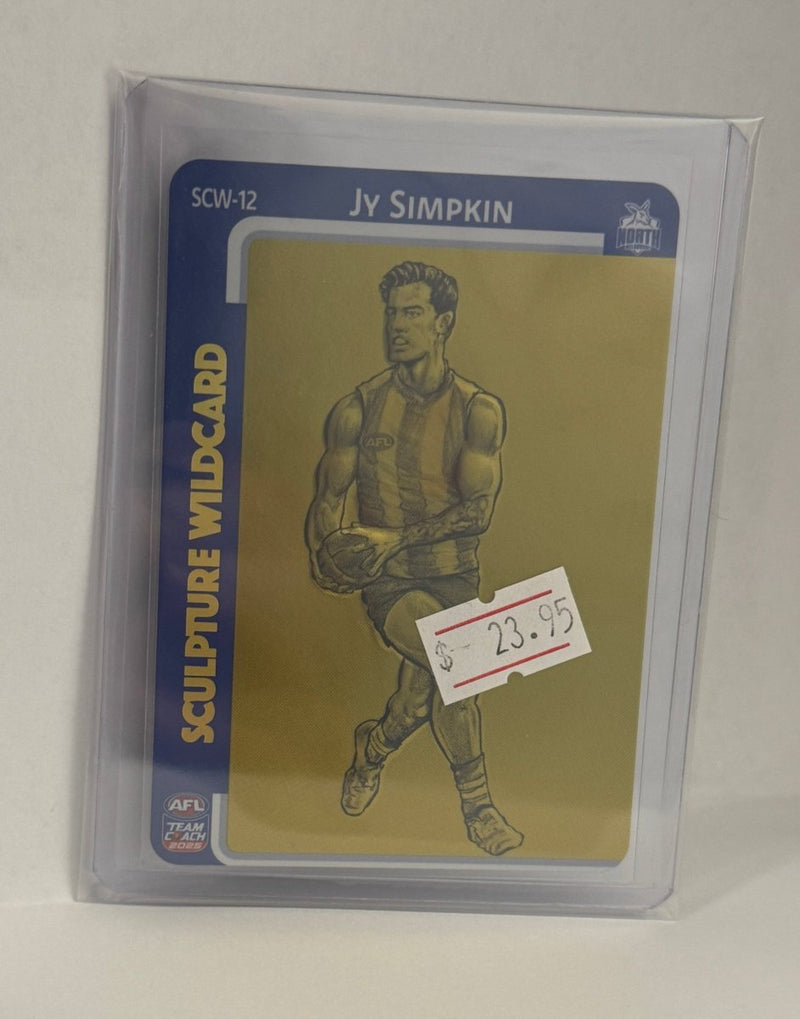 SCW-12
JY SIMPKIN
NORTH
SCULPTURE WILDCARD
AFL
$- 23.95
AFL
TEAM
COACH
2025